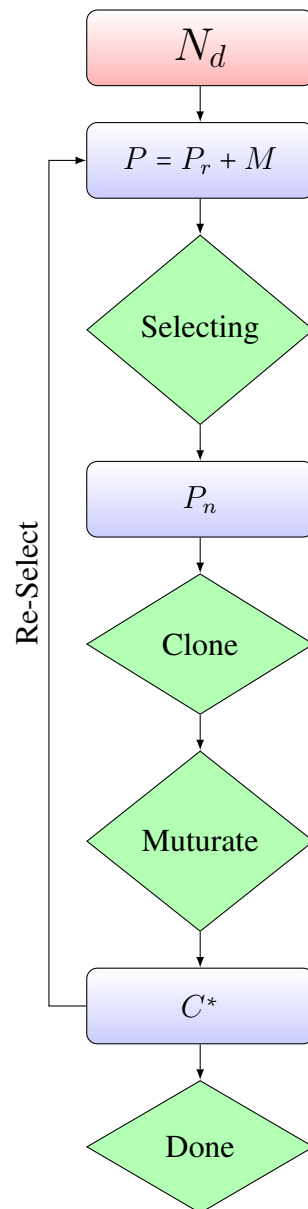 N_d
P = P_r + M
Selecting
P_n
Re-Select
Clone
Muturate
C*
Done